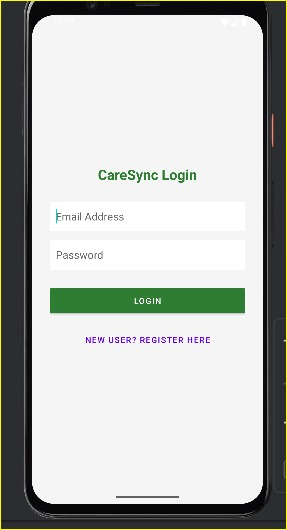 CareSync Login
Email Address
Password
LOGIN
NEW USER? REGISTER HERE